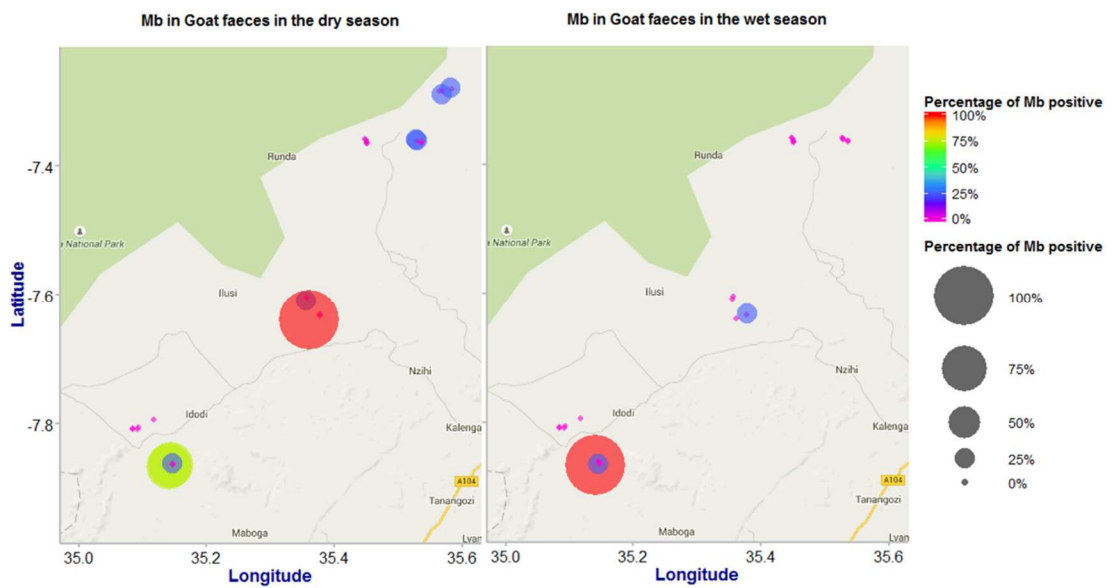 Mb in Goat faeces in the dry season
Mb in Goat faeces in the wet season
Latitude
-7.4
-7.6
-7.8
Runda
a National Park
Ilusi
Nzihi
Idodi
Kalenga
A104
Tanangozi
Maboga
Lyan
35.0
35.2
35.4
35.6
Longitude
Runda
National Park
Ilusi
Nzihi
Idodi
Kalenga
A104
Tanangozi
Maboga
Lyan
35.0
35.2
35.4
35.6
Longitude
Percentage of Mb positive
100%
75%
50%
25%
0%
Percentage of Mb positive
100%
75%
50%
25%
0%